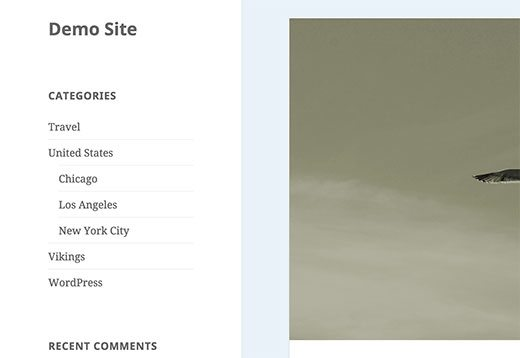 Demo Site
CATEGORIES
Travel
United States
Chicago
Los Angeles
New York City
Vikings
WordPress
RECENT COMMENTS